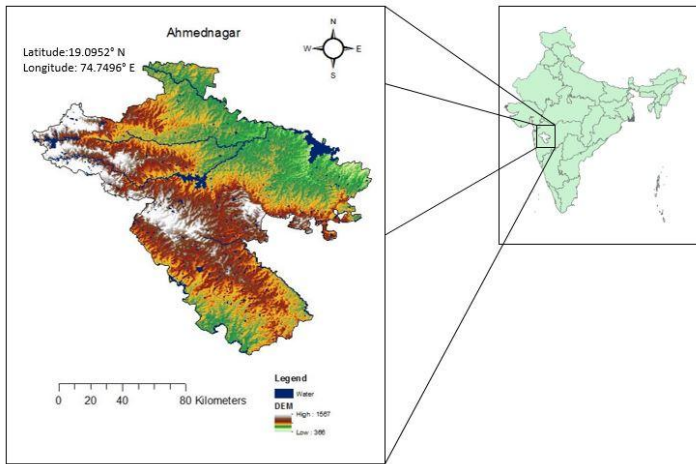 Ahmednagar
Latitude:19.0952° N
Longitude: 74.7496° E
N
W E
S
0 20 40 80 Kilometers
Legend
Water
DEM
High : 1567
Low : 366